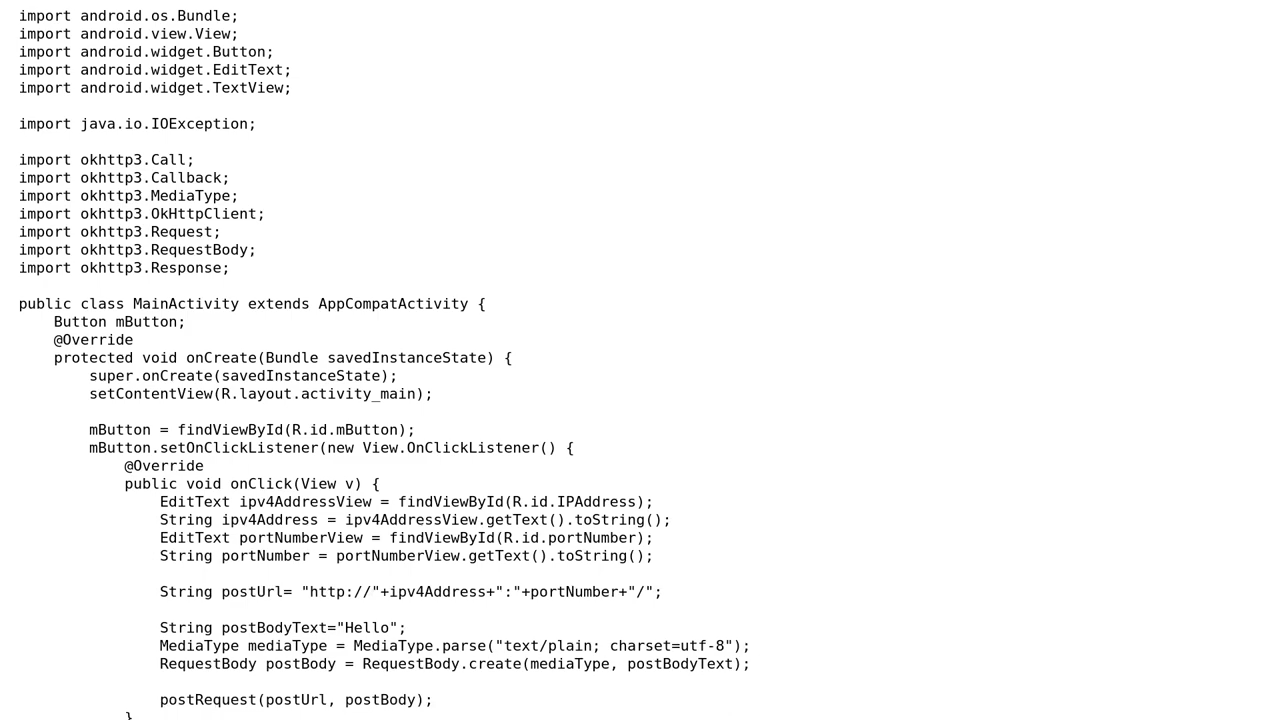 import android.os.Bundle;
import android.view.View;
import android.widget.Button;
import android.widget.EditText;
import android.widget.TextView;

import java.io.IOException;

import okhttp3.Call;
import okhttp3.Callback;
import okhttp3.MediaType;
import okhttp3.OkHttpClient;
import okhttp3.Request;
import okhttp3.RequestBody;
import okhttp3.Response;

public class MainActivity extends AppCompatActivity {
    Button mButton;
    @Override
    protected void onCreate(Bundle savedInstanceState) {
        super.onCreate(savedInstanceState);
        setContentView(R.layout.activity_main);

        mButton = findViewById(R.id.mButton);
        mButton.setOnClickListener(new View.OnClickListener() {
            @Override
            public void onClick(View v) {
                EditText ipv4AddressView = findViewById(R.id.IPAddress);
                String ipv4Address = ipv4AddressView.getText().toString();
                EditText portNumberView = findViewById(R.id.portNumber);
                String portNumber = portNumberView.getText().toString();

                String postUrl= "http://"+ipv4Address+":"+portNumber+"/";

                String postBodyText="Hello";
                MediaType mediaType = MediaType.parse("text/plain; charset=utf-8");
                RequestBody postBody = RequestBody.create(mediaType, postBodyText);

                postRequest(postUrl, postBody);
            }